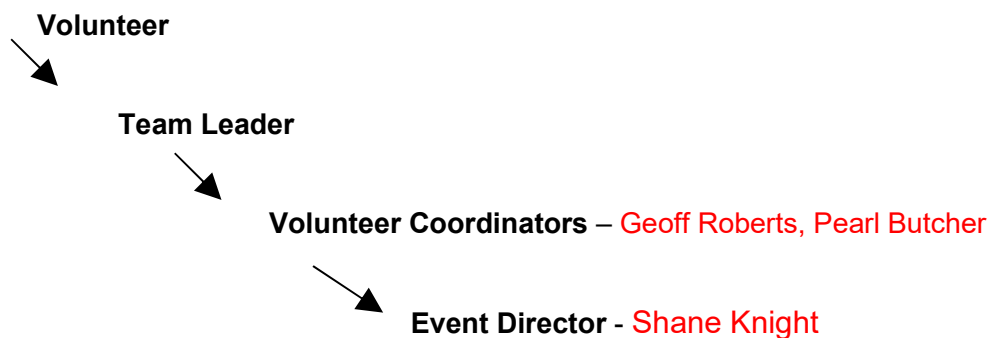 Volunteer
Team Leader
Volunteer Coordinators – Geoff Roberts, Pearl Butcher
Event Director - Shane Knight